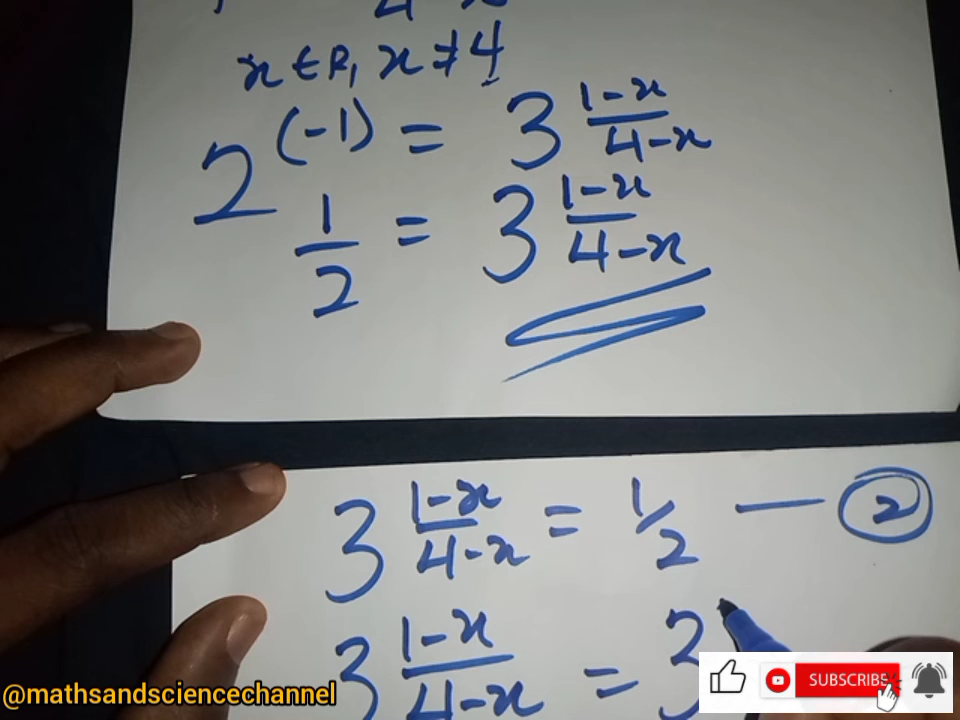 x ∈ R, x ≠ 4
2^(-1) = 3^((1-x)/(4-x))
1/2 = 3^((1-x)/(4-x))
3^((1-x)/(4-x)) = 1/2 — ②
3^((1-x)/(4-x)) = 3
@mathsandsciencechannel
SUBSCRIBE